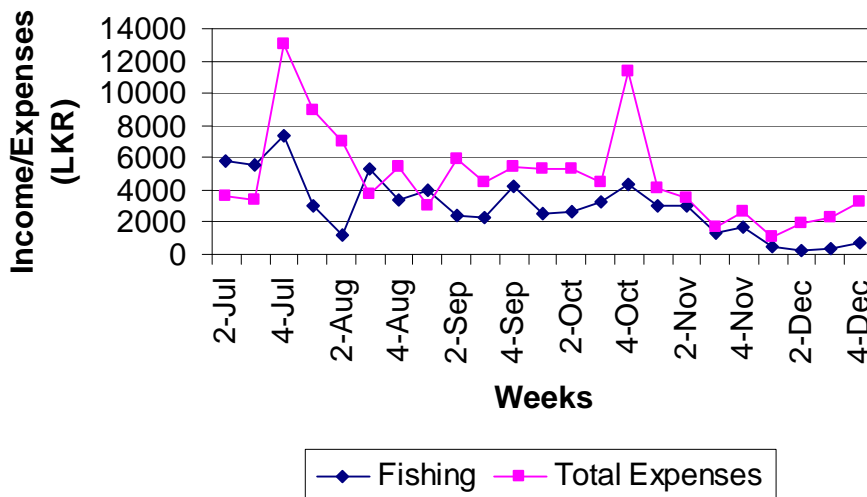 Income/Expenses
(LKR)
14000
12000
10000
8000
6000
4000
2000
0
2-Jul
4-Jul
2-Aug
4-Aug
2-Sep
4-Sep
2-Oct
4-Oct
2-Nov
4-Nov
2-Dec
4-Dec
Weeks
Fishing
Total Expenses